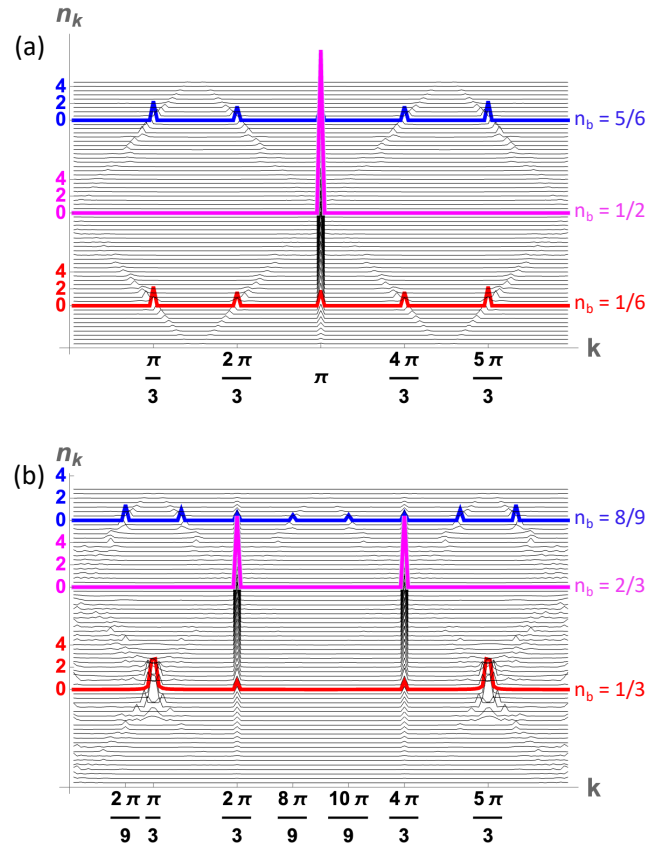 n_k
(a)
4
2
0
n_b = 5/6
4
2
0
n_b = 1/2
4
2
0
n_b = 1/6
k
π/3 2π/3 π 4π/3 5π/3
n_k
(b)
4
2
0
n_b = 8/9
4
2
0
n_b = 2/3
4
2
0
n_b = 1/3
k
2π/9 π/3 2π/3 8π/9 10π/9 4π/3 5π/3